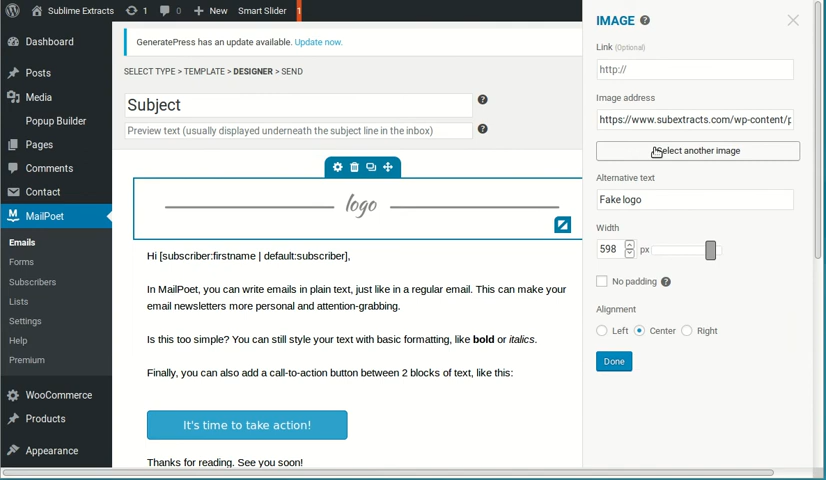 Sublime Extracts 1 0 New Smart Slider 1
Dashboard
Posts
Media
Popup Builder
Pages
Comments
Contact
MailPoet
Emails
Forms
Subscribers
Lists
Settings
Help
Premium
WooCommerce
Products
Appearance
GeneratePress has an update available. Update now.
SELECT TYPE > TEMPLATE > DESIGNER > SEND
Subject
Preview text (usually displayed underneath the subject line in the inbox)
logo
Hi [subscriber:firstname | default:subscriber],
In MailPoet, you can write emails in plain text, just like in a regular email. This can make your
email newsletters more personal and attention-grabbing.
Is this too simple? You can still style your text with basic formatting, like bold or italics.
Finally, you can also add a call-to-action button between 2 blocks of text, like this:
It's time to take action!
Thanks for reading. See you soon!
IMAGE ?
Link (Optional)
http://
Image address
https://www.subextracts.com/wp-content/p
Select another image
Alternative text
Fake logo
Width
598 px
No padding ?
Alignment
Left Center Right
Done